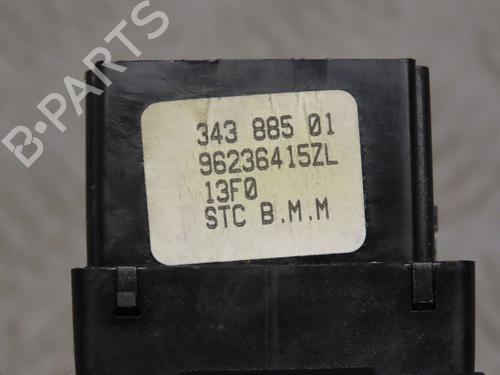 B-PARTS
343 885 01
96236415ZL
13F0
STC B.M.M